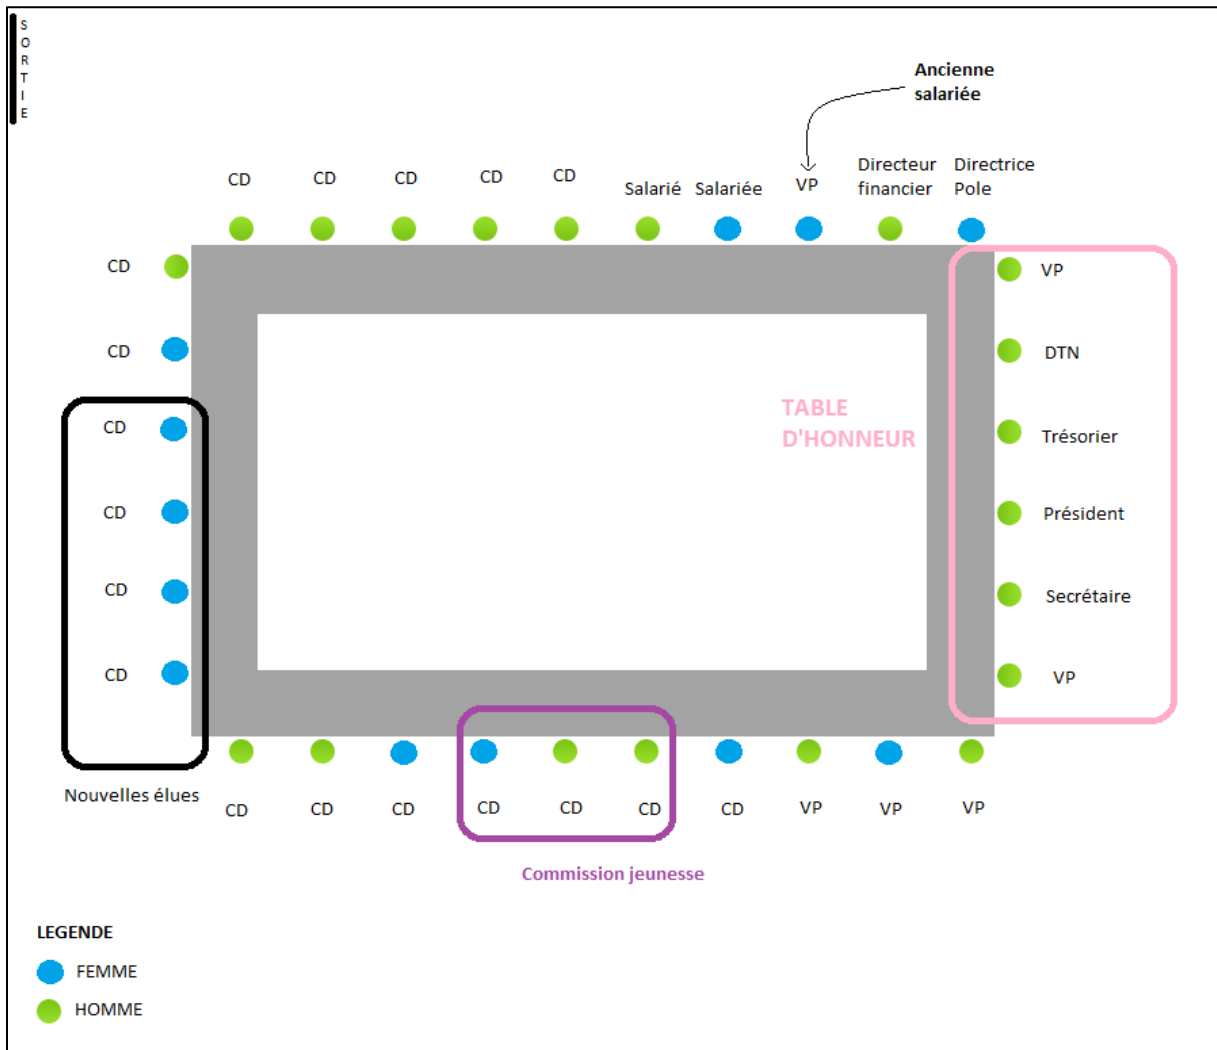 SORTIE
Ancienne
salariée
CD CD CD CD CD Salarié Salariée VP Directeur financier Directrice Pole
CD VP
CD DTN
TABLE
D'HONNEUR
CD Trésorier
CD Président
CD Secrétaire
CD VP
Nouvelles élues
CD CD CD CD CD CD CD VP VP VP
Commission jeunesse
LEGENDE
FEMME
HOMME